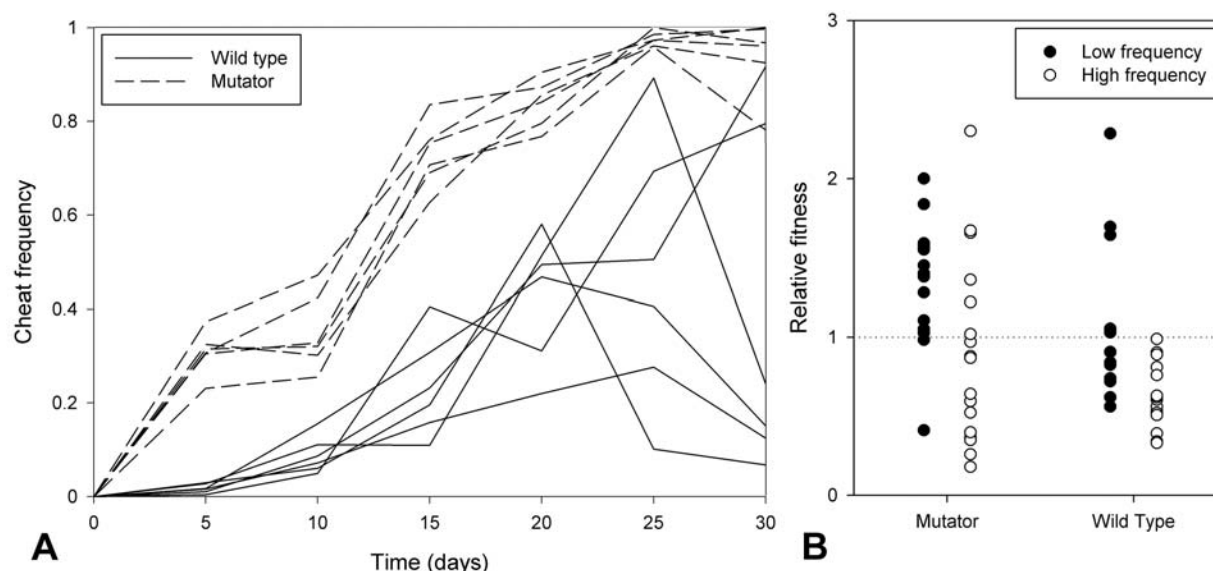 1
0.8
0.6
0.4
0.2
0
Cheat frequency
Wild type
Mutator
0 5 10 15 20 25 30
Time (days)
A
3
2
1
0
Relative fitness
Low frequency
High frequency
Mutator Wild Type
B